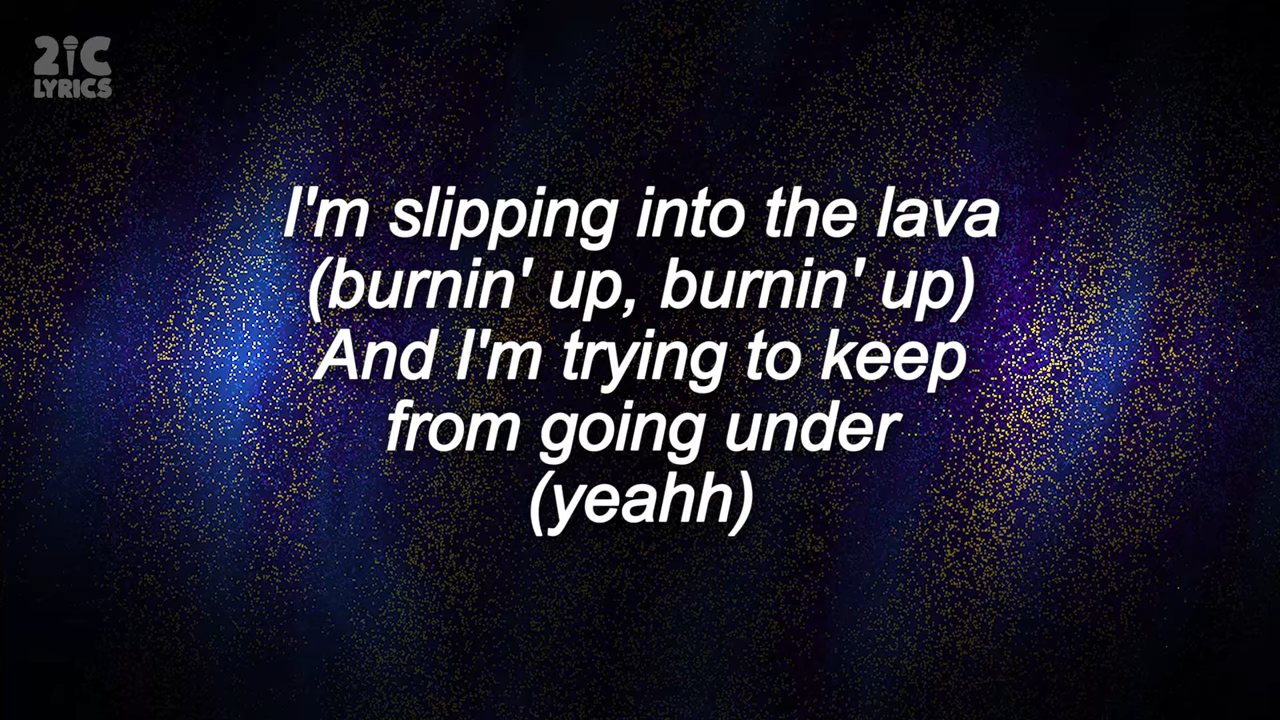 2iC
LYRICS
I'm slipping into the lava
(burnin' up, burnin' up)
And I'm trying to keep
from going under
(yeahh)